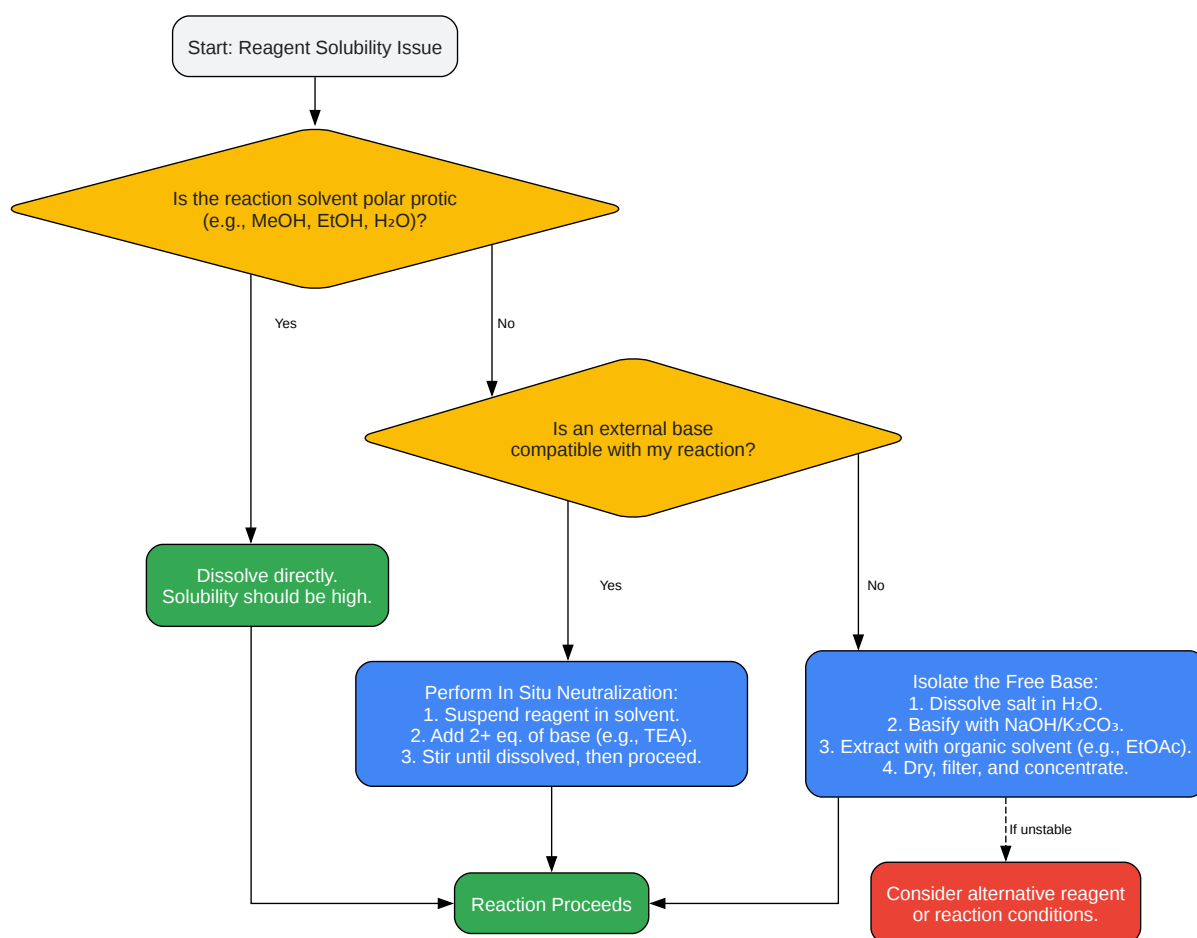 Start: Reagent Solubility Issue
Is the reaction solvent polar protic
(e.g., MeOH, EtOH, H₂O)?
Yes
No
Is an external base
compatible with my reaction?
Dissolve directly.
Solubility should be high.
Yes
No
Perform In Situ Neutralization:
1. Suspend reagent in solvent.
2. Add 2+ eq. of base (e.g., TEA).
3. Stir until dissolved, then proceed.
Isolate the Free Base:
1. Dissolve salt in H₂O.
2. Basify with NaOH/K₂CO₃.
3. Extract with organic solvent (e.g., EtOAc).
4. Dry, filter, and concentrate.
If unstable
Reaction Proceeds
Consider alternative reagent
or reaction conditions.